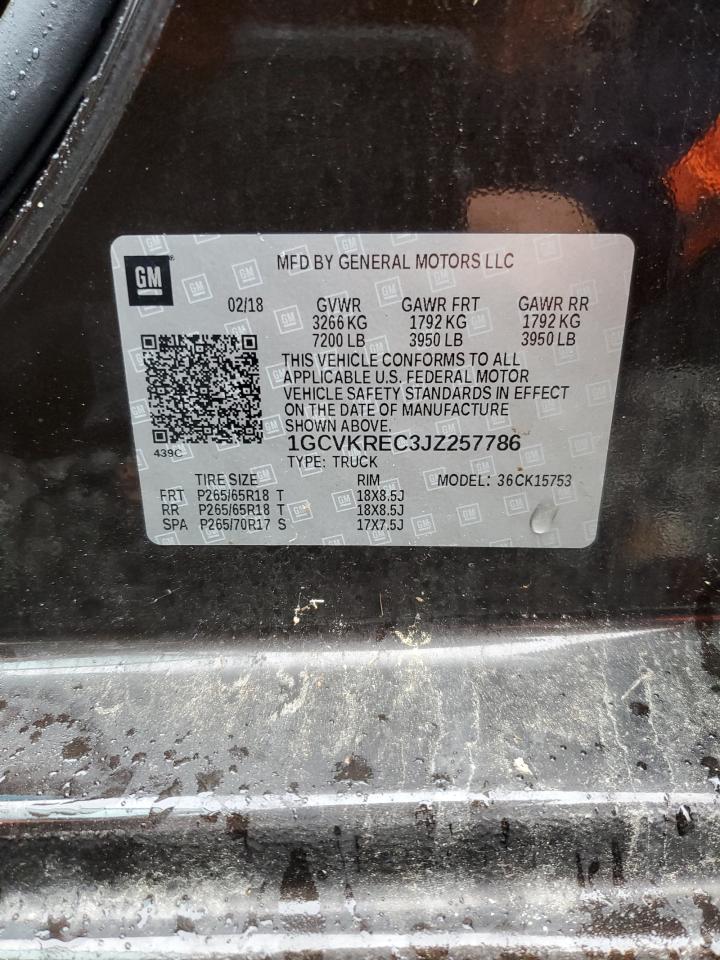 GM
MFD BY GENERAL MOTORS LLC
02/18 GVWR GAWR FRT GAWR RR
3266 KG 1792 KG 1792 KG
7200 LB 3950 LB 3950 LB
THIS VEHICLE CONFORMS TO ALL
APPLICABLE U.S. FEDERAL MOTOR
VEHICLE SAFETY STANDARDS IN EFFECT
ON THE DATE OF MANUFACTURE
SHOWN ABOVE.
439C
1GCVKREC3JZ257786
TYPE: TRUCK
TIRE SIZE RIM MODEL: 36CK15753
FRT P265/65R18 T 18X8.5J
RR P265/65R18 T 18X8.5J
SPA P265/70R17 S 17X7.5J